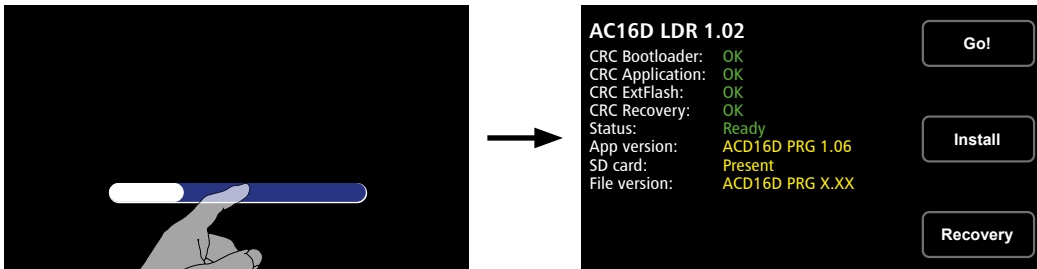 AC16D LDR 1.02
CRC Bootloader: OK
CRC Application: OK
CRC ExtFlash: OK
CRC Recovery: OK
Status: Ready
App version: ACD16D PRG 1.06
SD card: Present
File version: ACD16D PRG X.XX
Go!
Install
Recovery